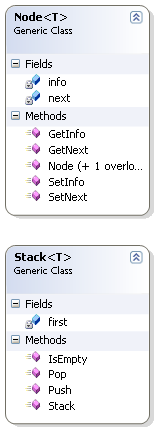 Node<T>
Generic Class
Fields
info
next
Methods
GetInfo
GetNext
Node (+ 1 overlo...
SetInfo
SetNext
Stack<T>
Generic Class
Fields
first
Methods
IsEmpty
Pop
Push
Stack